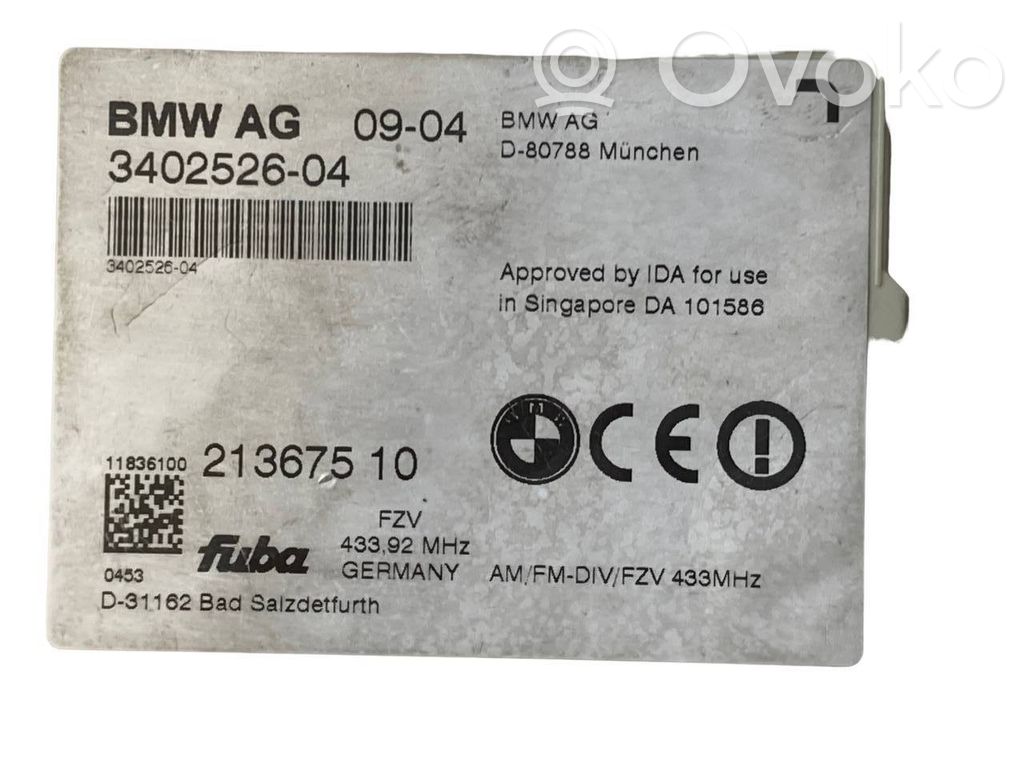 Ovoko
BMW AG 09-04
3402526-04
3402526-04
BMW AG
D-80788 München
Approved by IDA for use
in Singapore DA 101586
BMW
CE
11836100 213675 10
FZV
433,92 MHz
GERMANY
fuba
0453
D-31162 Bad Salzdetfurth
AM/FM-DIV/FZV 433MHz